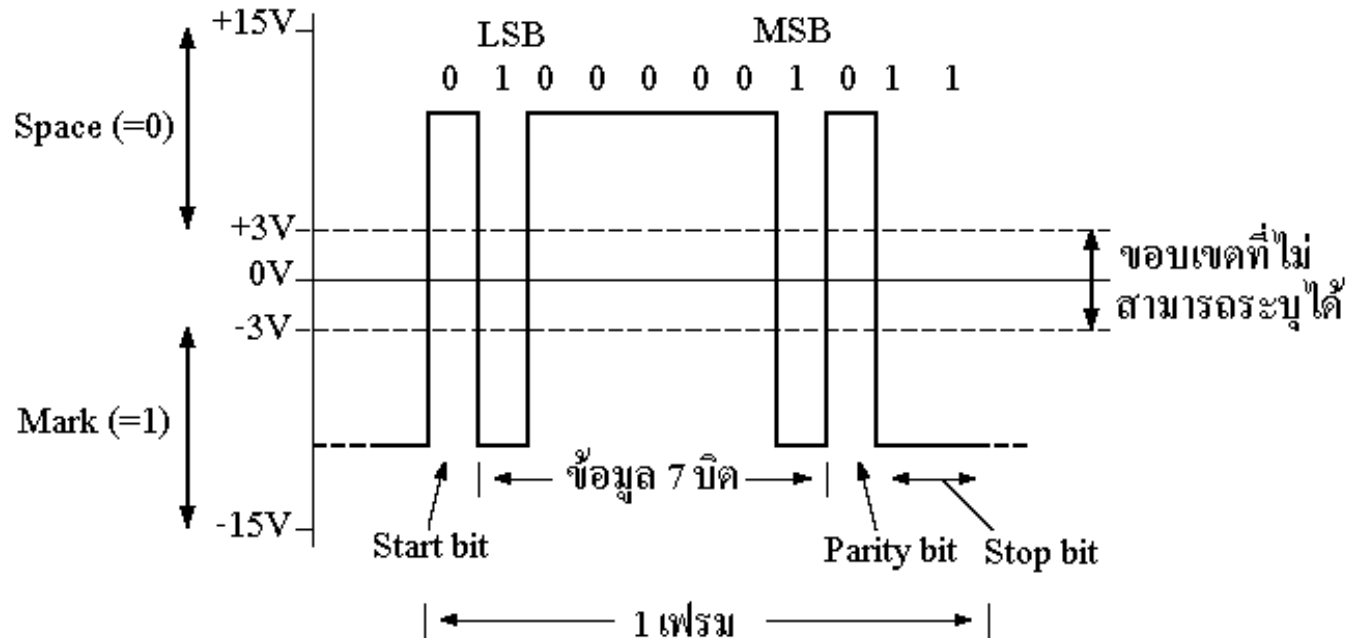 +15V
LSB MSB
0 1 0 0 0 0 0 1 0 1 1
Space (=0)
+3V
0V
-3V
ขอบเขตที่ไม่
สามารถระบุได้
Mark (=1)
ข้อมูล 7 บิต
-15V
Start bit
Parity bit
Stop bit
1 เฟรม